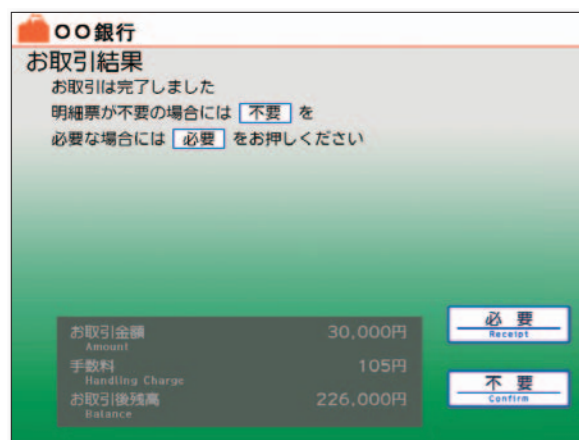 〇〇銀行
お取引結果
お取引は完了しました
明細票が不要の場合には 不要 を
必要な場合には 必要 をお押しください
お取引金額 30,000円
Amount
手数料 105円
Handling Charge
お取引後残高 226,000円
Balance
必 要
Receipt
不 要
Confirm